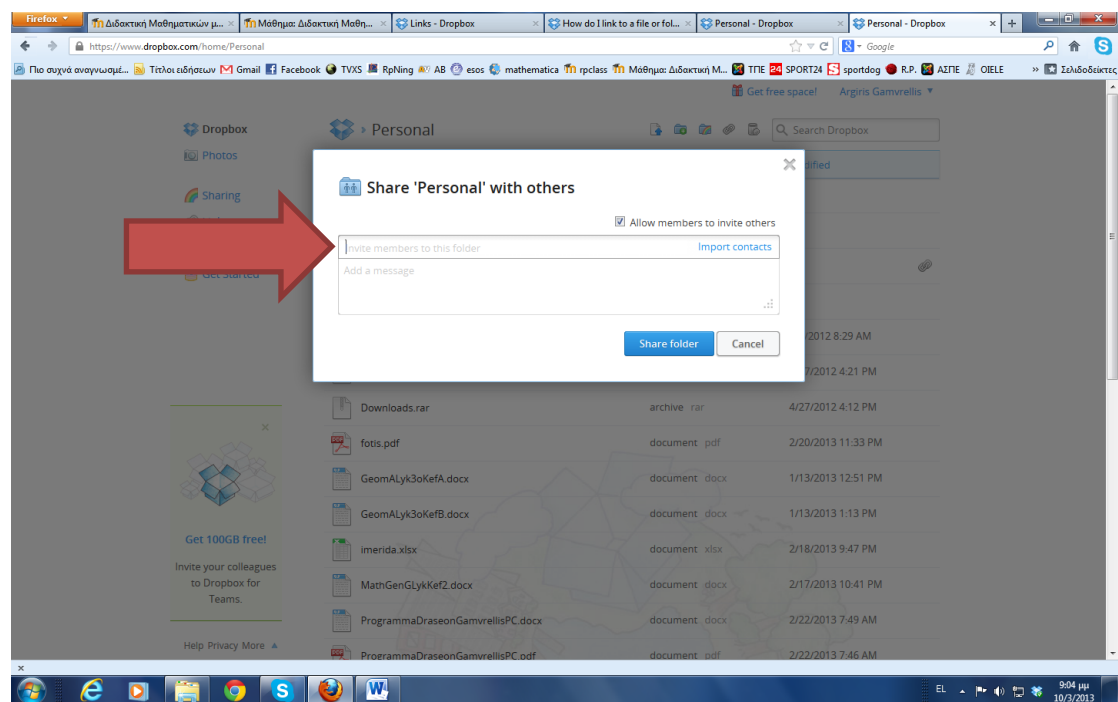 Firefox
Διδακτική Μαθηματικών μ... × Μάθημα: Διδακτική Μαθη... × Links - Dropbox × How do I link to a file or fol... × Personal - Dropbox × Personal - Dropbox × +
https://www.dropbox.com/home/Personal Google
Πιο συχνά αναγνωσμέ... Τίτλοι ειδήσεων Gmail Facebook TVXS RpNing AB esos mathematica rpclass Μάθημα: Διδακτική Μ... ΤΠΕ SPORT24 sportdog R.P. ΑΣΠΕ OIELE » Σελιδοδείκτες
Get free space! Argiris Gamvrellis
Dropbox › Personal Search Dropbox
Photos
Share 'Personal' with others
Sharing
Allow members to invite others
Invite members to this folder Import contacts
Add a message
Get Started
Share folder Cancel
2012 8:29 AM
2012 4:21 PM
Downloads.rar archive rar 4/27/2012 4:12 PM
fotis.pdf document pdf 2/20/2013 11:33 PM
GeomALyk3oKefA.docx document docx 1/13/2013 12:51 PM
GeomALyk3oKefB.docx document docx 1/13/2013 1:13 PM
imerida.xlsx document xlsx 2/18/2013 9:47 PM
MathGenGLykKef2.docx document docx 2/17/2013 10:41 PM
ProgrammaDraseonGamvrellisPC.docx document docx 2/22/2013 7:49 AM
ProgrammaDraseonGamvrellisPC.pdf document pdf 2/22/2013 7:46 AM
Get 100GB free!
Invite your colleagues
to Dropbox for
Teams.
Help Privacy More
EL 9:04 μμ
10/3/2013